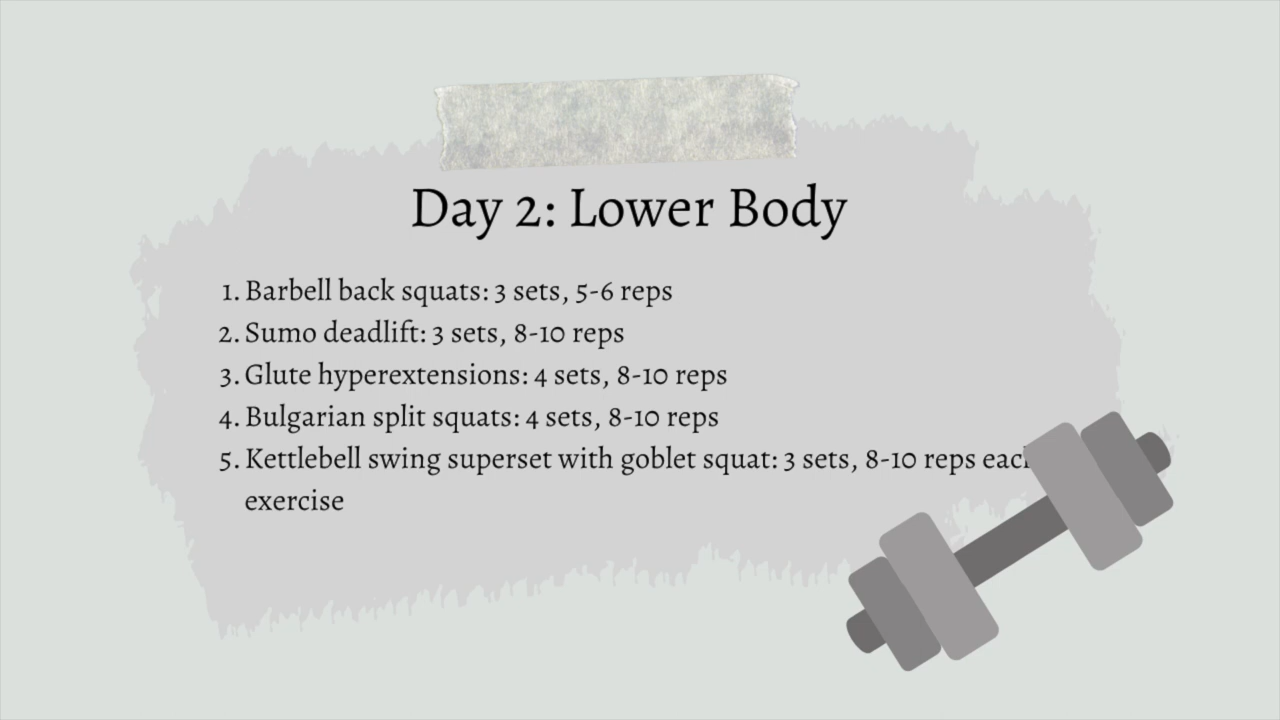 Day 2: Lower Body
1. Barbell back squats: 3 sets, 5-6 reps
2. Sumo deadlift: 3 sets, 8-10 reps
3. Glute hyperextensions: 4 sets, 8-10 reps
4. Bulgarian split squats: 4 sets, 8-10 reps
5. Kettlebell swing superset with goblet squat: 3 sets, 8-10 reps each
exercise